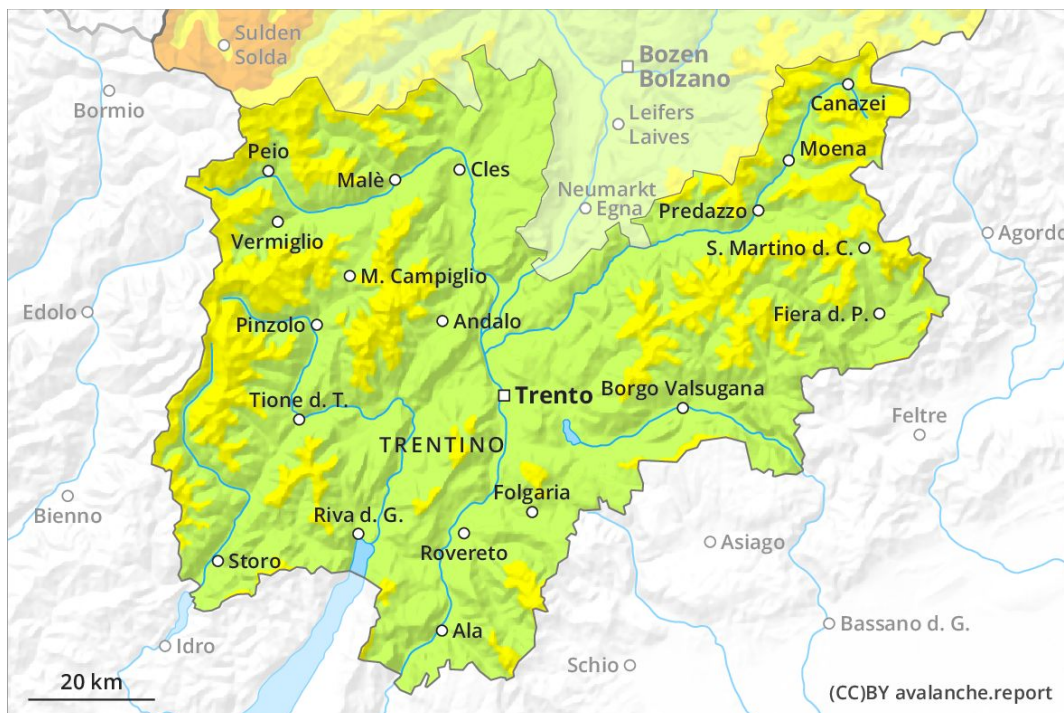 Sulden
Solda
Bozen
Bolzano
Bormio
Canazei
Leifers
Laives
Moena
Peio
Malè
Cles
Neumarkt
Egna
Predazzo
Vermiglio
Agordo
S. Martino d. C.
M. Campiglio
Edolo
Pinzolo
Andalo
Fiera d. P.
Trento
Borgo Valsugana
Tione d. T.
Feltre
TRENTINO
Bienno
Folgaria
Riva d. G.
Rovereto
Asiago
Storo
Ala
Bassano d. G.
Idro
Schio
20 km
(CC)BY avalanche.report